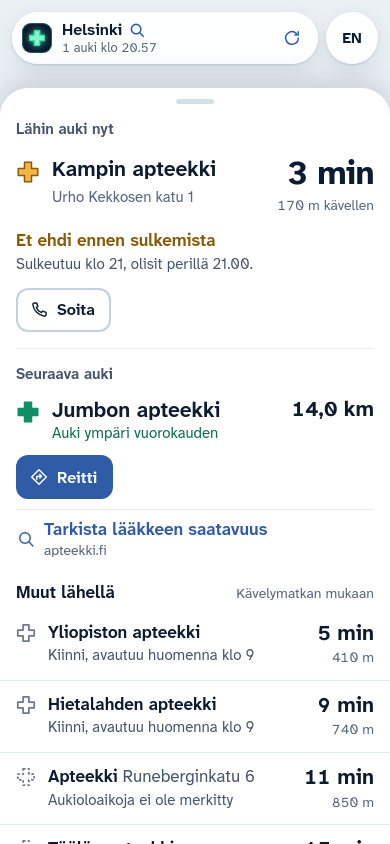 Helsinki
1 auki klo 20.57
EN
Lähin auki nyt
Kampin apteekki
3 min
Urho Kekkosen katu 1
170 m kävellen
Et ehdi ennen sulkemista
Sulkeutuu klo 21, olisit perillä 21.00.
Soita
Seuraava auki
Jumbon apteekki
14,0 km
Auki ympäri vuorokauden
Reitti
Tarkista lääkkeen saatavuus
apteekki.fi
Muut lähellä
Kävelymatkan mukaan
Yliopiston apteekki
5 min
Kiinni, avautuu huomenna klo 9
410 m
Hietalahden apteekki
9 min
Kiinni, avautuu huomenna klo 9
740 m
Apteekki Runeberginkatu 6
11 min
Aukioloaikoja ei ole merkitty
850 m